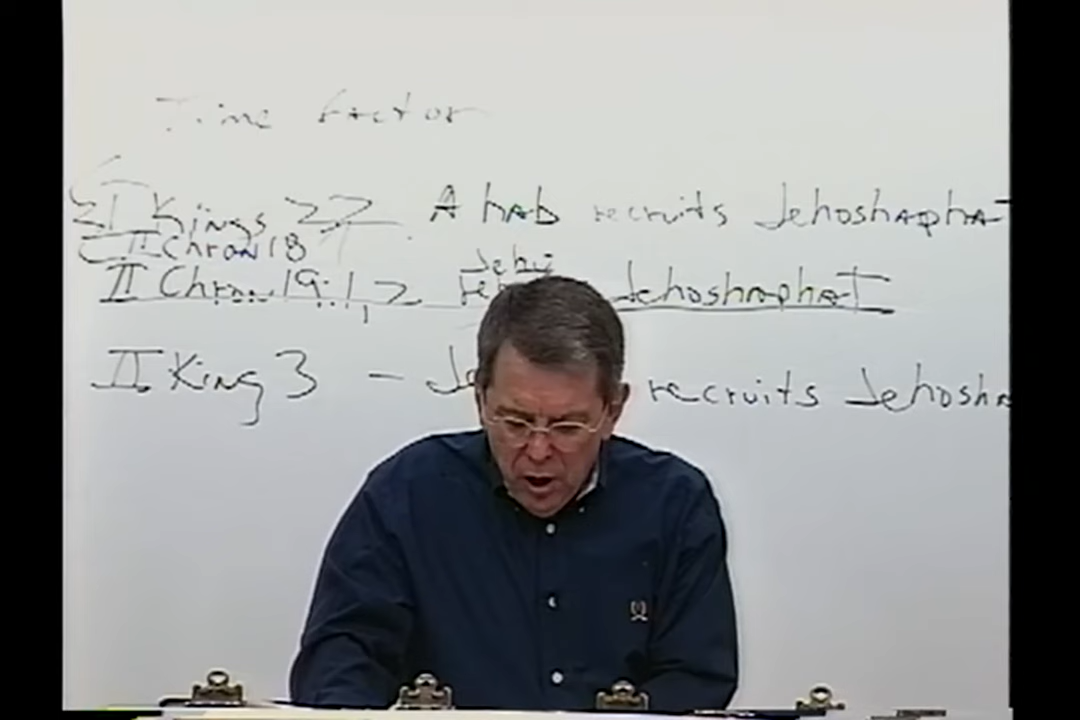 Time factor
I Kings 22 Ahab recruits Jehoshaphat
II Chron 18
Jehu
II Chron 19:1,2 Jehoshaphat
II King 3 - recruits Jehosha